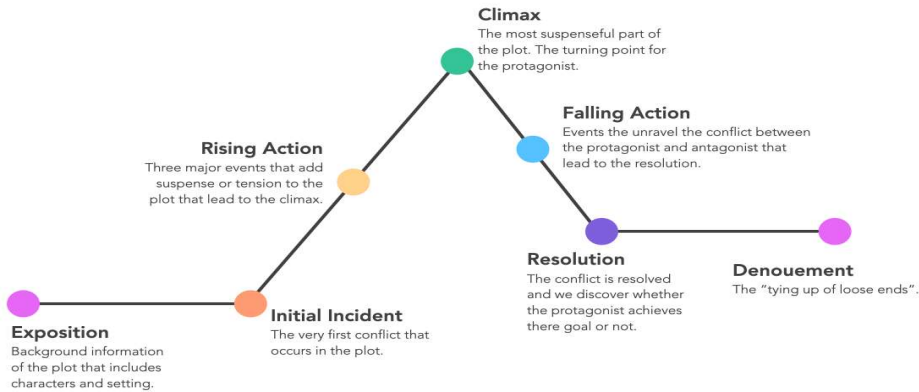 Climax
The most suspenseful part of
the plot. The turning point for
the protagonist.
Falling Action
Events the unravel the conflict between
the protagonist and antagonist that
lead to the resolution.
Rising Action
Three major events that add
suspense or tension to the
plot that lead to the climax.
Resolution
The conflict is resolved
and we discover whether
the protagonist achieves
there goal or not.
Denouement
The “tying up of loose ends”.
Initial Incident
The very first conflict that
occurs in the plot.
Exposition
Background information
of the plot that includes
characters and setting.